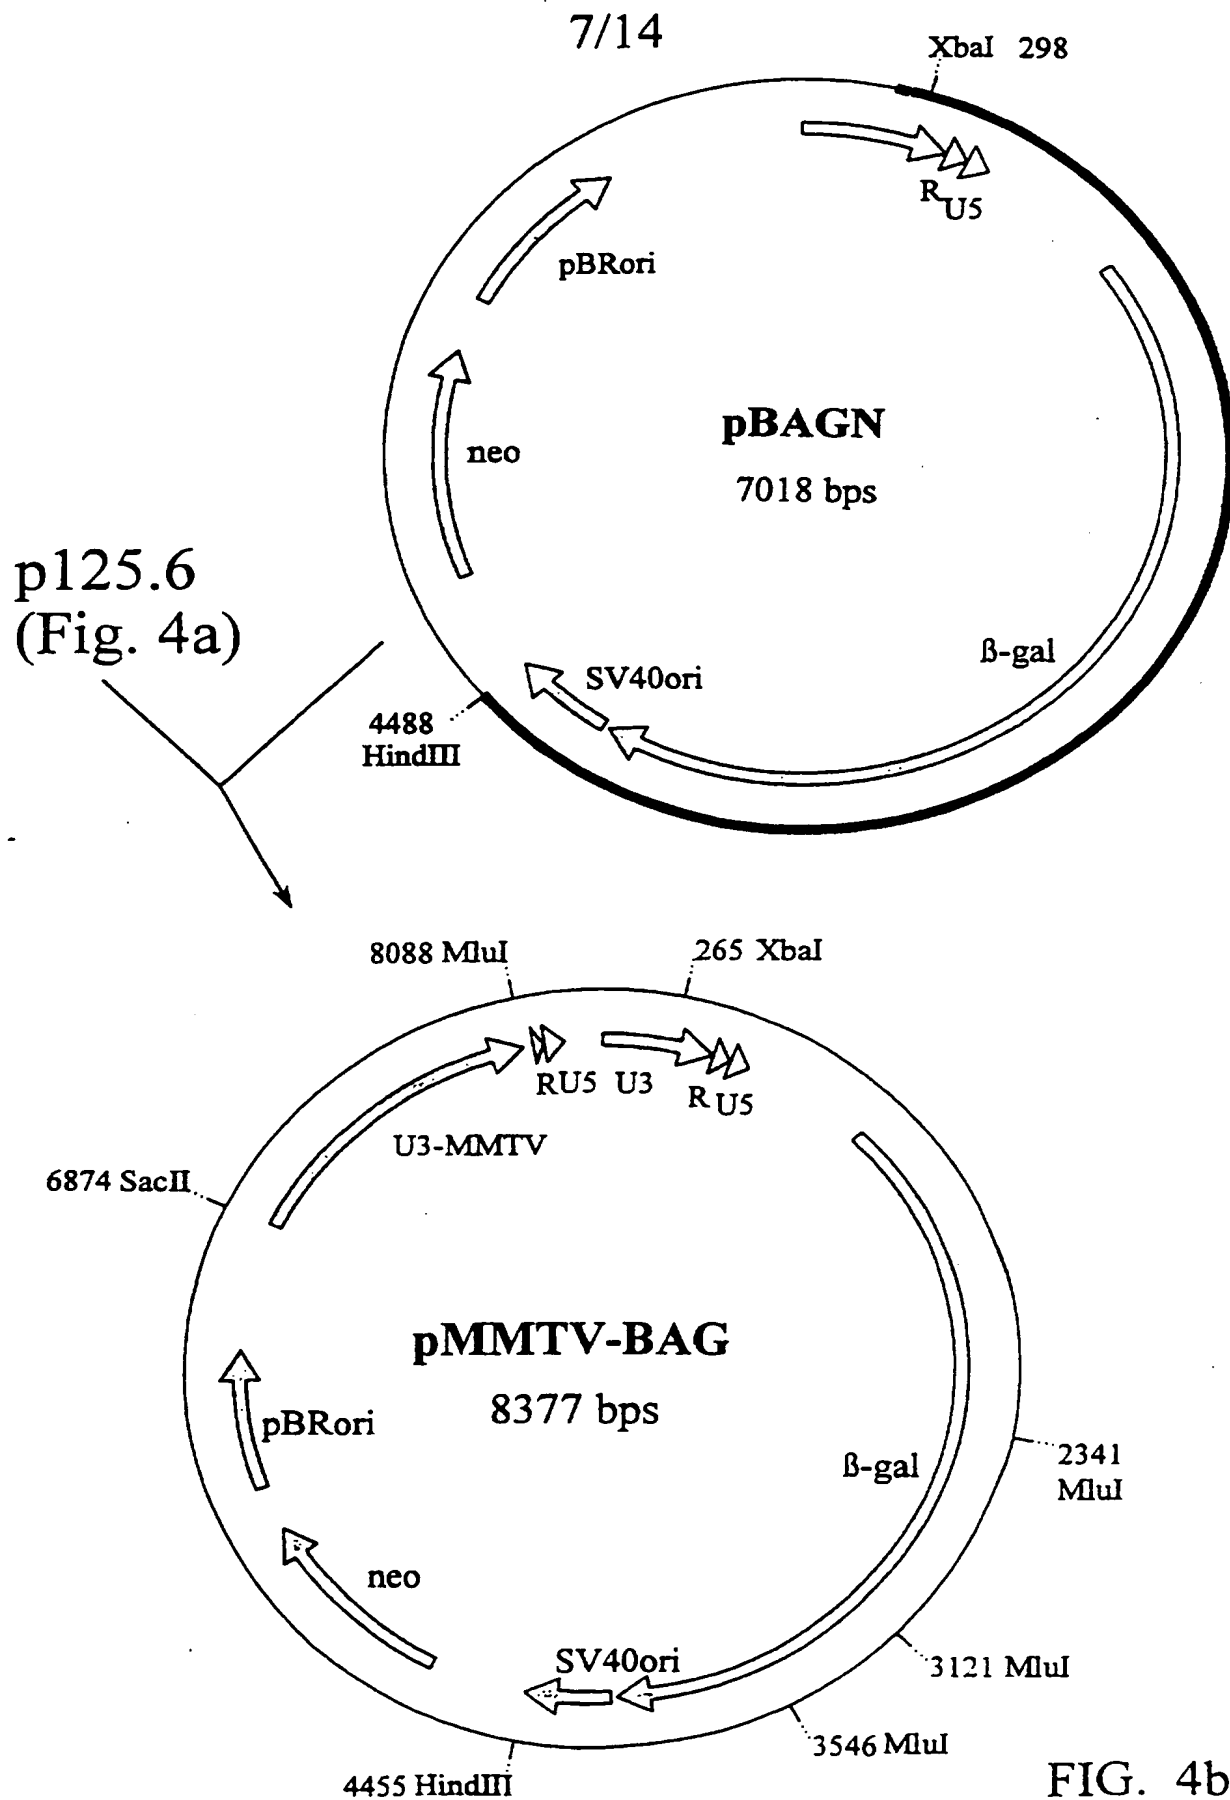 7/14
XbaI 298
R
U5
pBRori
pBAGN
7018 bps
neo
p125.6
(Fig. 4a)
ß-gal
SV40ori
4488
HindIII
8088 MluI
265 XbaI
RU5 U3
R U5
U3-MMTV
6874 SacII
pMMTV-BAG
8377 bps
pBRori
ß-gal
2341
MluI
neo
SV40ori
3121 MluI
3546 MluI
4455 HindIII
FIG. 4b